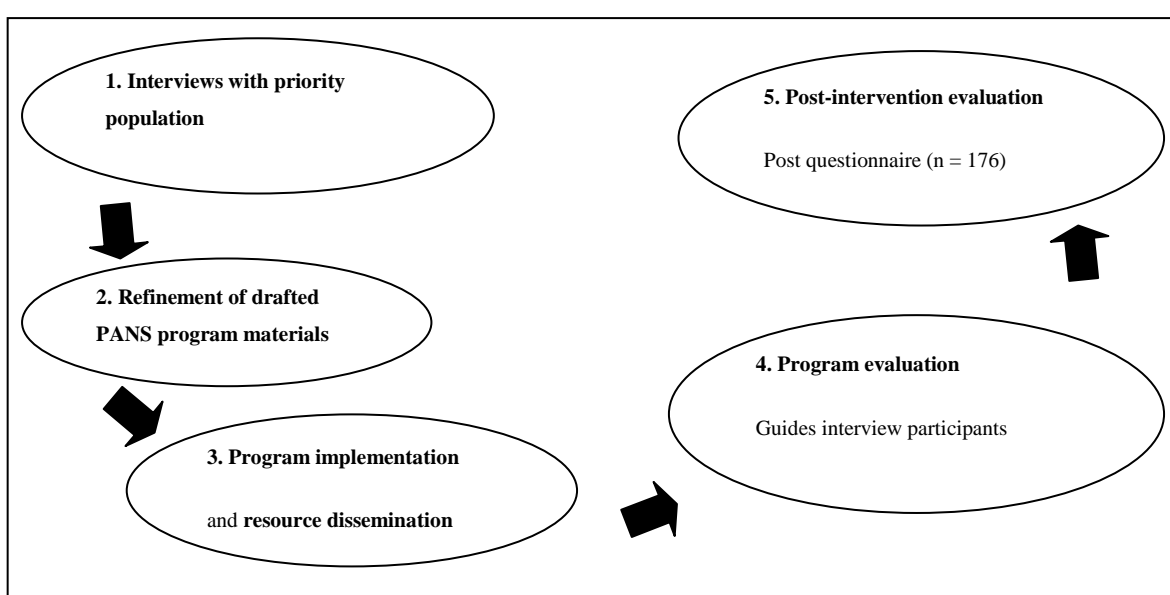 1. Interviews with priority
population
2. Refinement of drafted
PANS program materials
3. Program implementation
and resource dissemination
4. Program evaluation
Guides interview participants
5. Post-intervention evaluation
Post questionnaire (n = 176)